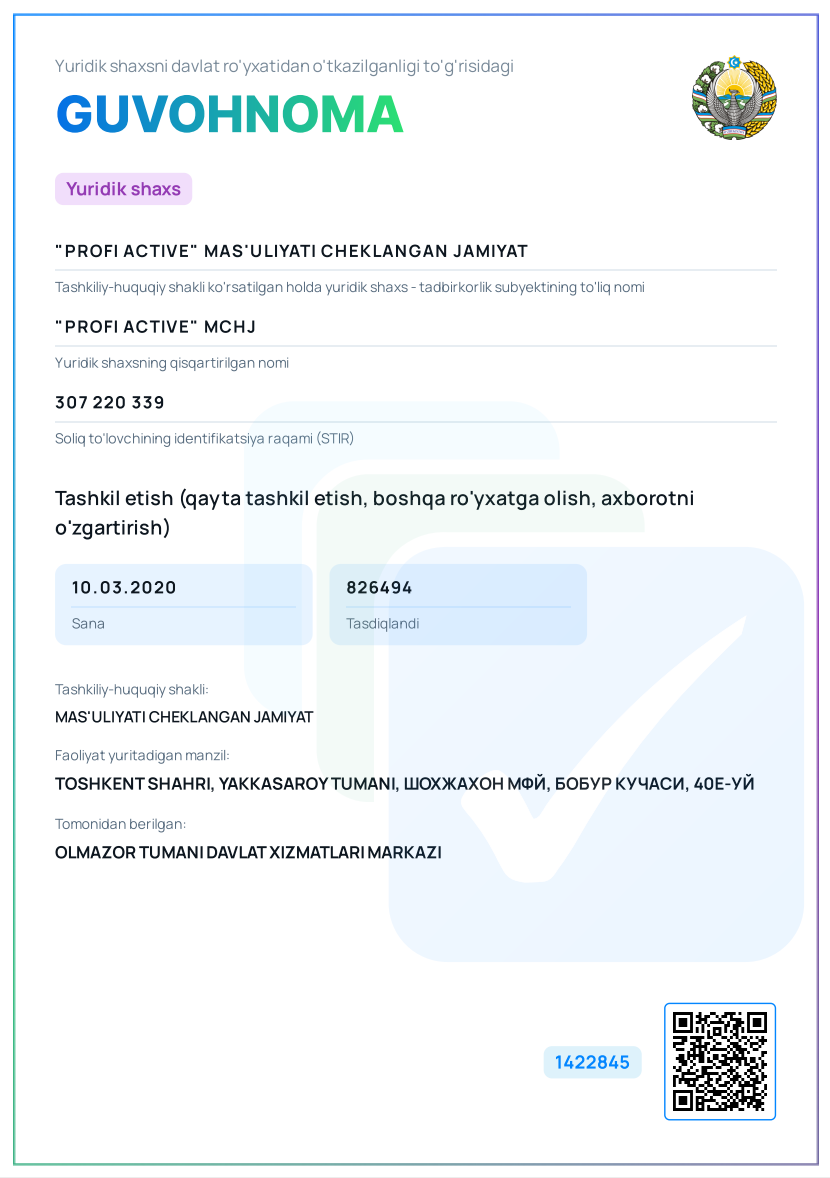 Yuridik shaxsni davlat ro'yxatidan o'tkazilganligi to'g'risidagi
GUVOHNOMA
Yuridik shaxs
"PROFI ACTIVE" MAS'ULIYATI CHEKLANGAN JAMIYAT
Tashkiliy-huquqiy shakli ko'rsatilgan holda yuridik shaxs - tadbirkorlik subyektining to'liq nomi
"PROFI ACTIVE" MCHJ
Yuridik shaxsning qisqartirilgan nomi
307 220 339
Soliq to'lovchining identifikatsiya raqami (STIR)
Tashkil etish (qayta tashkil etish, boshqa ro'yxatga olish, axborotni
o'zgartirish)
10.03.2020
Sana
826494
Tasdiqlandi
Tashkiliy-huquqiy shakli:
MAS'ULIYATI CHEKLANGAN JAMIYAT
Faoliyat yuritadigan manzil:
TOSHKENT SHAHRI, YAKKASAROY TUMANI, ШОХЖАХОН МФЙ, БОБУР КУЧАСИ, 40Е-УЙ
Tomonidan berilgan:
OLMAZOR TUMANI DAVLAT XIZMATLARI MARKAZI
1422845